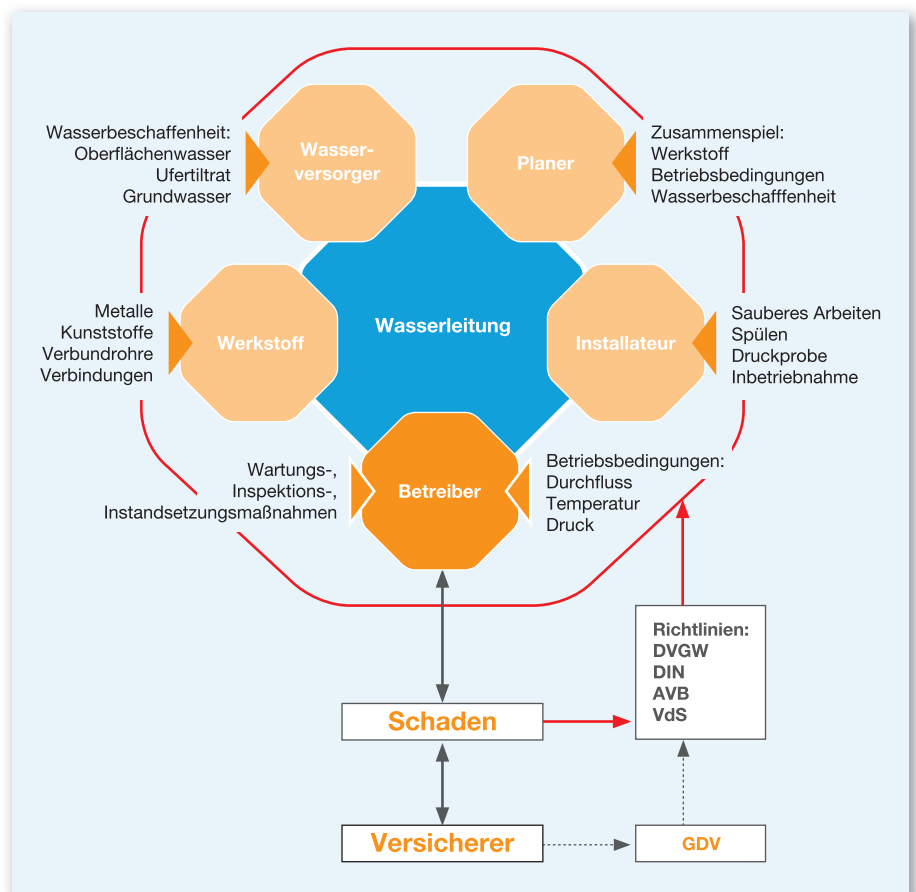 Wasserbeschaffenheit:
Oberflächenwasser
Ufertiltrat
Grundwasser
Wasser-
versorger
Planer
Zusammenspiel:
Werkstoff
Betriebsbedingungen
Wasserbeschafffenheit
Metalle
Kunststoffe
Verbundrohre
Verbindungen
Werkstoff
Wasserleitung
Installateur
Sauberes Arbeiten
Spülen
Druckprobe
Inbetriebnahme
Wartungs-,
Inspektions-,
Instandsetzungsmaßnahmen
Betreiber
Betriebsbedingungen:
Durchfluss
Temperatur
Druck
Richtlinien:
DVGW
DIN
AVB
VdS
Schaden
Versicherer
GDV